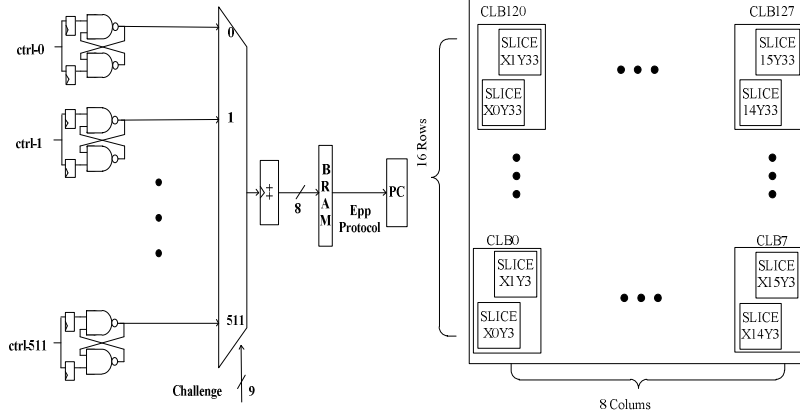 ctrl-0
ctrl-1
ctrl-511
0
1
511
Challenge
9
++
8
BRAM
Epp
Protocol
PC
16 Rows
CLB120
SLICE
X1Y33
SLICE
X0Y33
CLB127
SLICE
15Y33
SLICE
14Y33
CLB0
SLICE
X1Y3
SLICE
X0Y3
CLB7
SLICE
X15Y3
SLICE
X14Y3
8 Colums